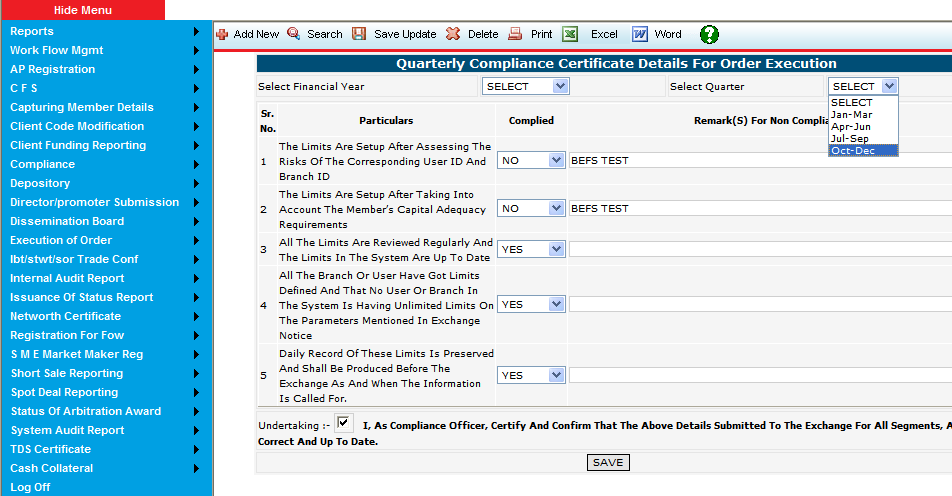 Hide Menu
Reports
Work Flow Mgmt
AP Registration
C F S
Capturing Member Details
Client Code Modification
Client Funding Reporting
Compliance
Depository
Director/promoter Submission
Dissemination Board
Execution of Order
Ibt/stwt/sor Trade Conf
Internal Audit Report
Issuance Of Status Report
Networth Certificate
Registration For Fow
S M E Market Maker Reg
Short Sale Reporting
Spot Deal Reporting
Status Of Arbitration Award
System Audit Report
TDS Certificate
Cash Collateral
Log Off
Add New Search Save Update Delete Print Excel Word ?
Quarterly Compliance Certificate Details For Order Execution
Select Financial Year SELECT Select Quarter SELECT
SELECT
Jan-Mar
Apr-Jun
Jul-Sep
Oct-Dec
Sr. No. Particulars Complied Remark(S) For Non Complia
1 The Limits Are Setup After Assessing The
Risks Of The Corresponding User ID And
Branch ID
NO BEFS TEST
2 The Limits Are Setup After Taking Into
Account The Member's Capital Adequacy
Requirements
NO BEFS TEST
3 All The Limits Are Reviewed Regularly And
The Limits In The System Are Up To Date
YES
4 All The Branch Or User Have Got Limits
Defined And That No User Or Branch In
The System Is Having Unlimited Limits On
The Parameters Mentioned In Exchange
Notice
YES
5 Daily Record Of These Limits Is Preserved
And Shall Be Produced Before The
Exchange As And When The Information
Is Called For.
YES
Undertaking :- I, As Compliance Officer, Certify And Confirm That The Above Details Submitted To The Exchange For All Segments, A
Correct And Up To Date.
SAVE